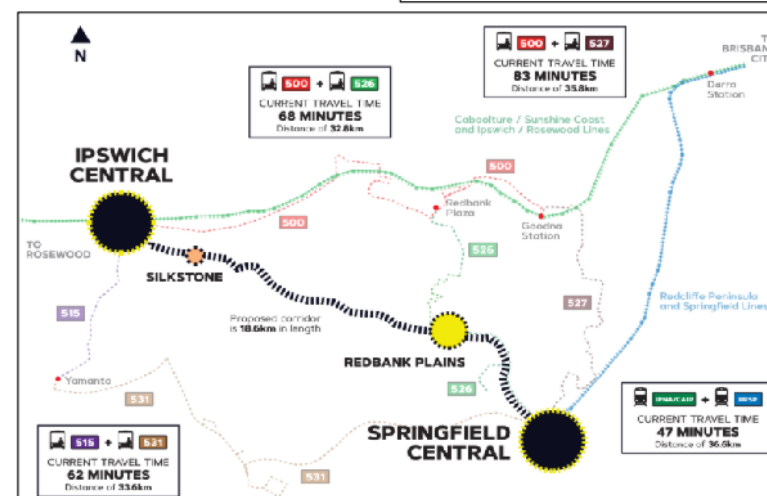 N
500 + 526
CURRENT TRAVEL TIME
68 MINUTES
Distance of 32.8km
500 + 527
CURRENT TRAVEL TIME
83 MINUTES
Distance of 35.8km
BRISBAN
CIT
Darra
Station
Caboolture / Sunshine Coast
and Ipswich / Rosewood Lines
IPSWICH
CENTRAL
500
500
Redbank
Plaza
Goodna
Station
TO
ROSEWOOD
SILKSTONE
526
515
Proposed corridor
is 18.6km in length
527
Redcliffe Peninsula
and Springfield Lines
REDBANK PLAINS
Yamanto
531
526
SPRINGFIELD
CENTRAL
CURRENT TRAVEL TIME
47 MINUTES
Distance of 36.6km
515 + 531
CURRENT TRAVEL TIME
62 MINUTES
Distance of 33.6km
531